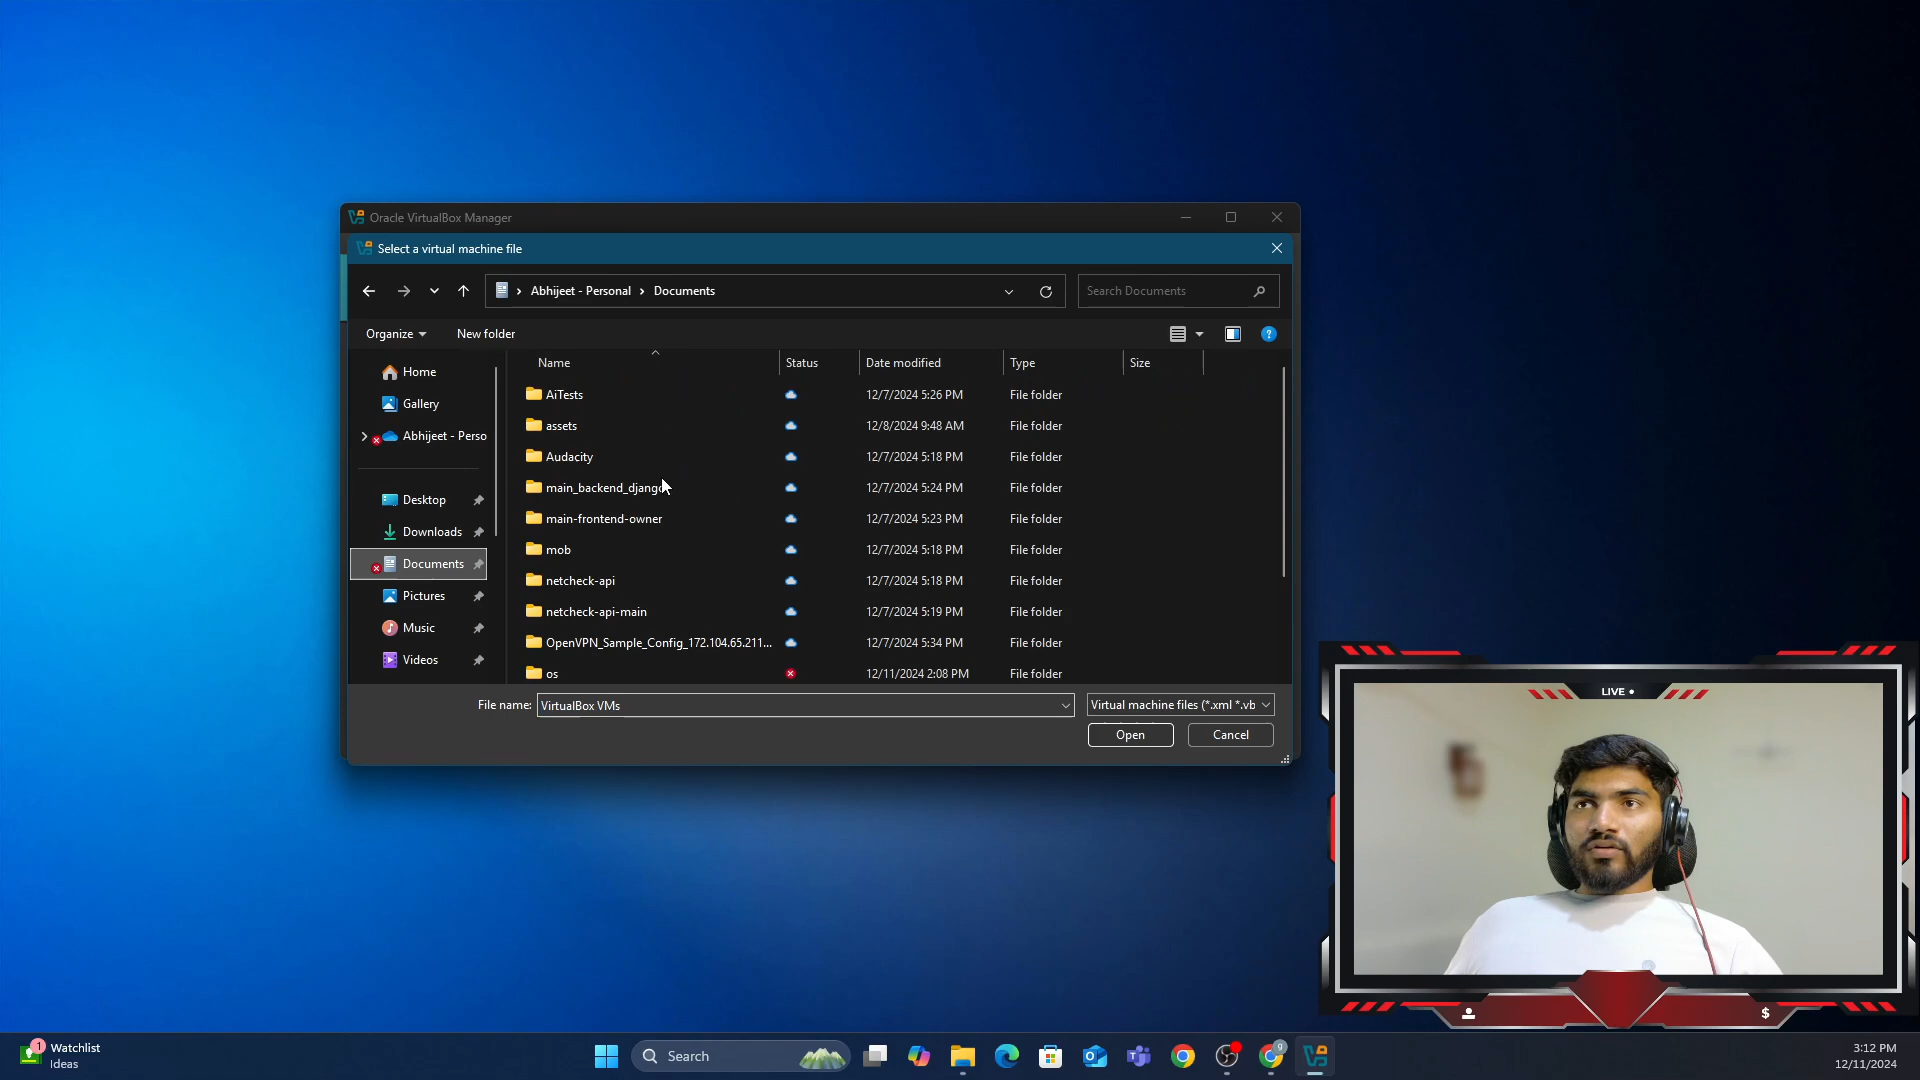 Oracle VirtualBox Manager
Select a virtual machine file
Abhijeet - Personal > Documents
Search Documents
Organize
New folder
Name
Status
Date modified
Type
Size
Home
Gallery
Abhijeet - Perso
Desktop
Downloads
Documents
Pictures
Music
Videos
AiTests 12/7/2024 5:26 PM File folder
assets 12/8/2024 9:48 AM File folder
Audacity 12/7/2024 5:18 PM File folder
main_backend_django 12/7/2024 5:24 PM File folder
main-frontend-owner 12/7/2024 5:23 PM File folder
mob 12/7/2024 5:18 PM File folder
netcheck-api 12/7/2024 5:18 PM File folder
netcheck-api-main 12/7/2024 5:19 PM File folder
OpenVPN_Sample_Config_172.104.65.211... 12/7/2024 5:34 PM File folder
os 12/11/2024 2:08 PM File folder
File name: VirtualBox VMs
Virtual machine files (*.xml *.vb
Open
Cancel
LIVE
$
1
Watchlist
Ideas
Search
9
3:12 PM
12/11/2024